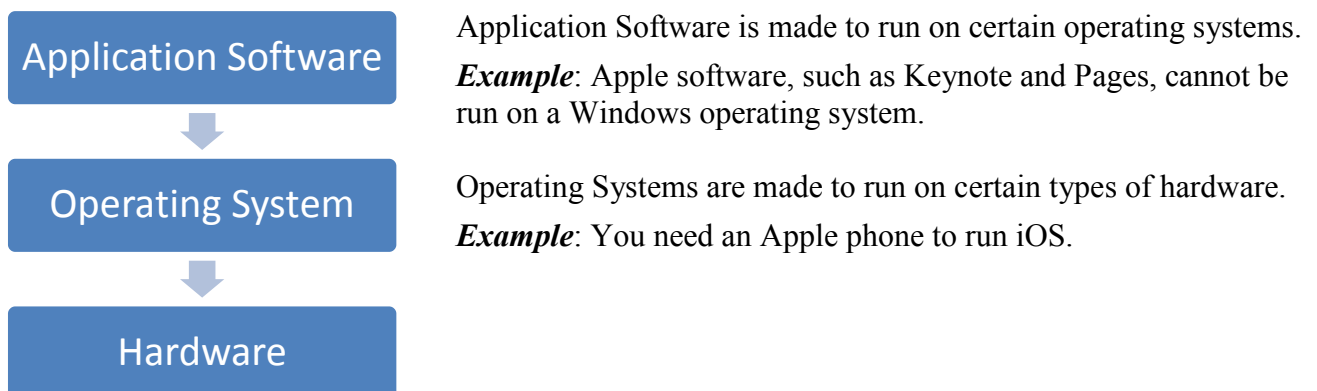 Application Software
Application Software is made to run on certain operating systems.
Example: Apple software, such as Keynote and Pages, cannot be
run on a Windows operating system.
Operating System
Operating Systems are made to run on certain types of hardware.
Example: You need an Apple phone to run iOS.
Hardware